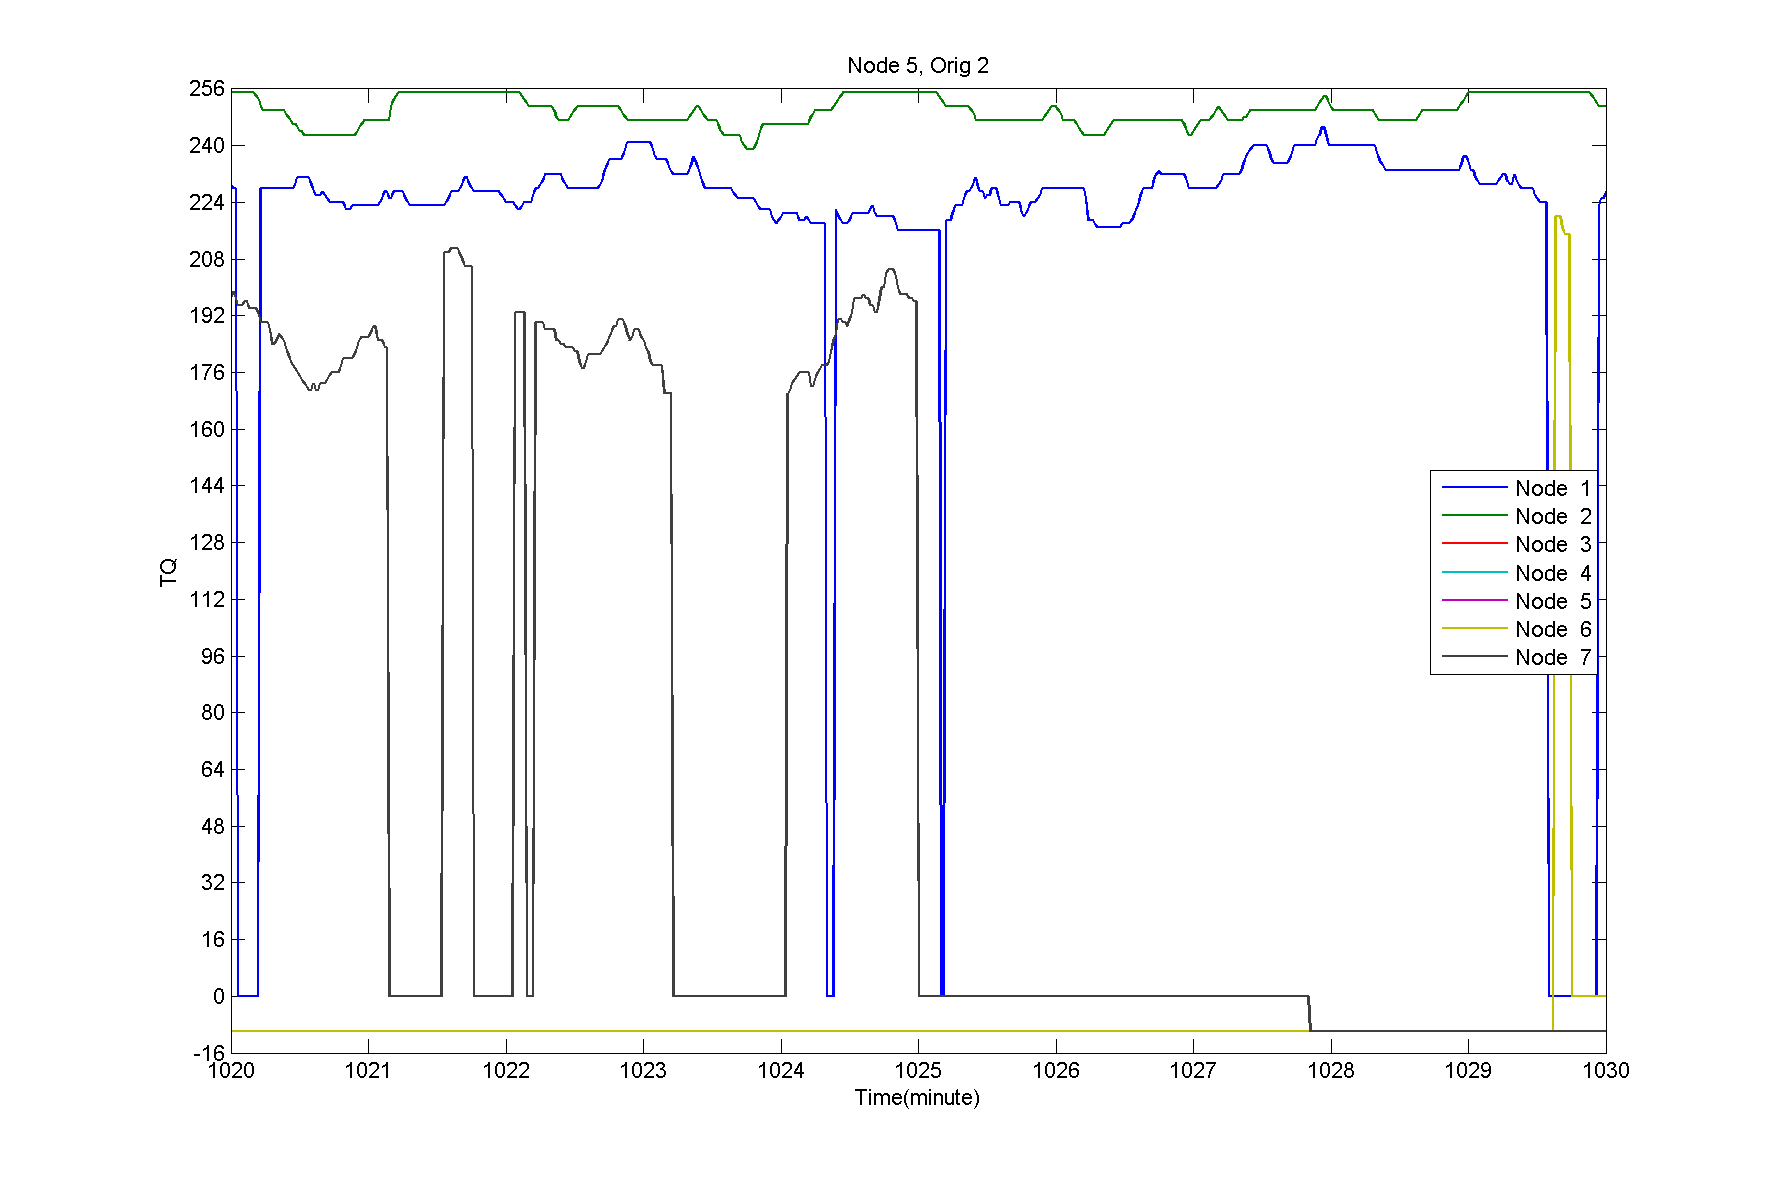 Node 5, Orig 2
256
240
224
208
192
176
160
144
128
112
96
80
64
48
32
16
0
-16
TQ
Node 1
Node 2
Node 3
Node 4
Node 5
Node 6
Node 7
1020 1021 1022 1023 1024 1025 1026 1027 1028 1029 1030
Time(minute)